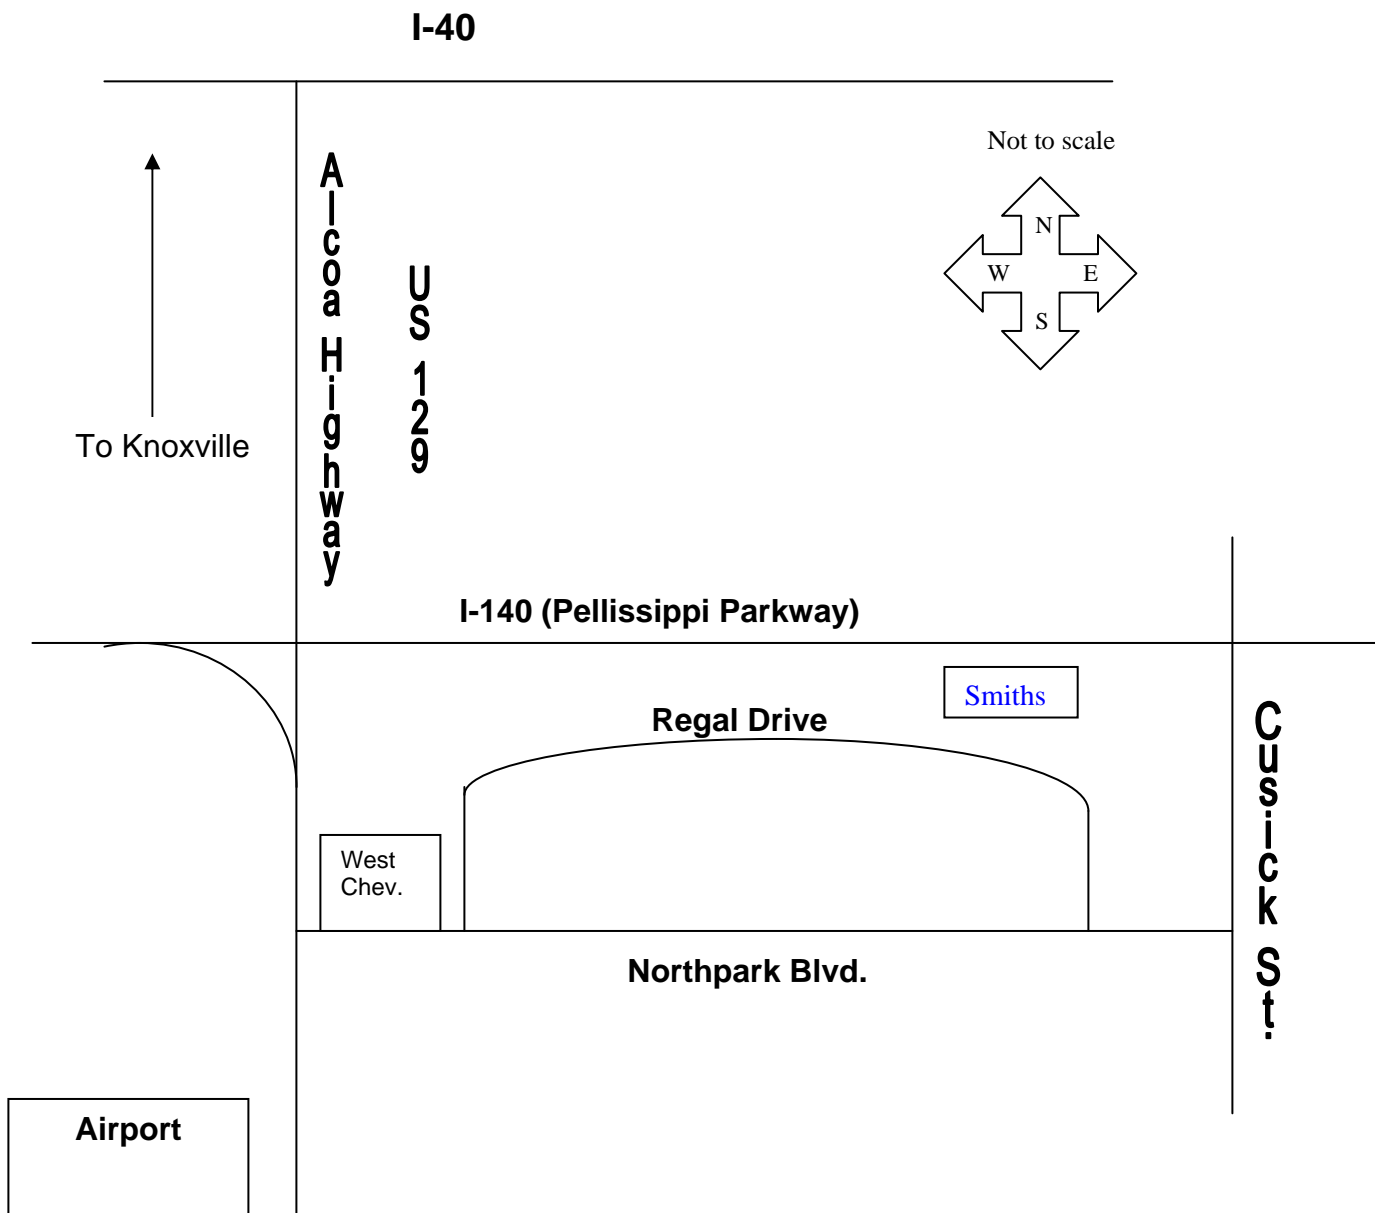 I-40
Not to scale
N
W E
S
Alcoa Highway
US 129
To Knoxville
I-140 (Pellissippi Parkway)
Smiths
Regal Drive
Cusick St.
West
Chev.
Northpark Blvd.
Airport